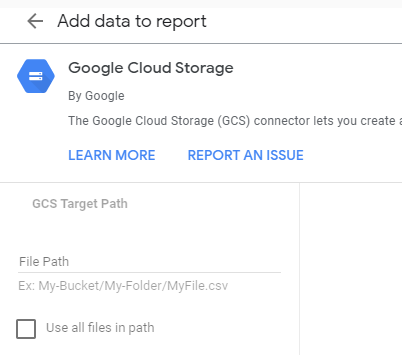 Add data to report
Google Cloud Storage
By Google
The Google Cloud Storage (GCS) connector lets you create a
LEARN MORE REPORT AN ISSUE
GCS Target Path
File Path
Ex: My-Bucket/My-Folder/MyFile.csv
Use all files in path